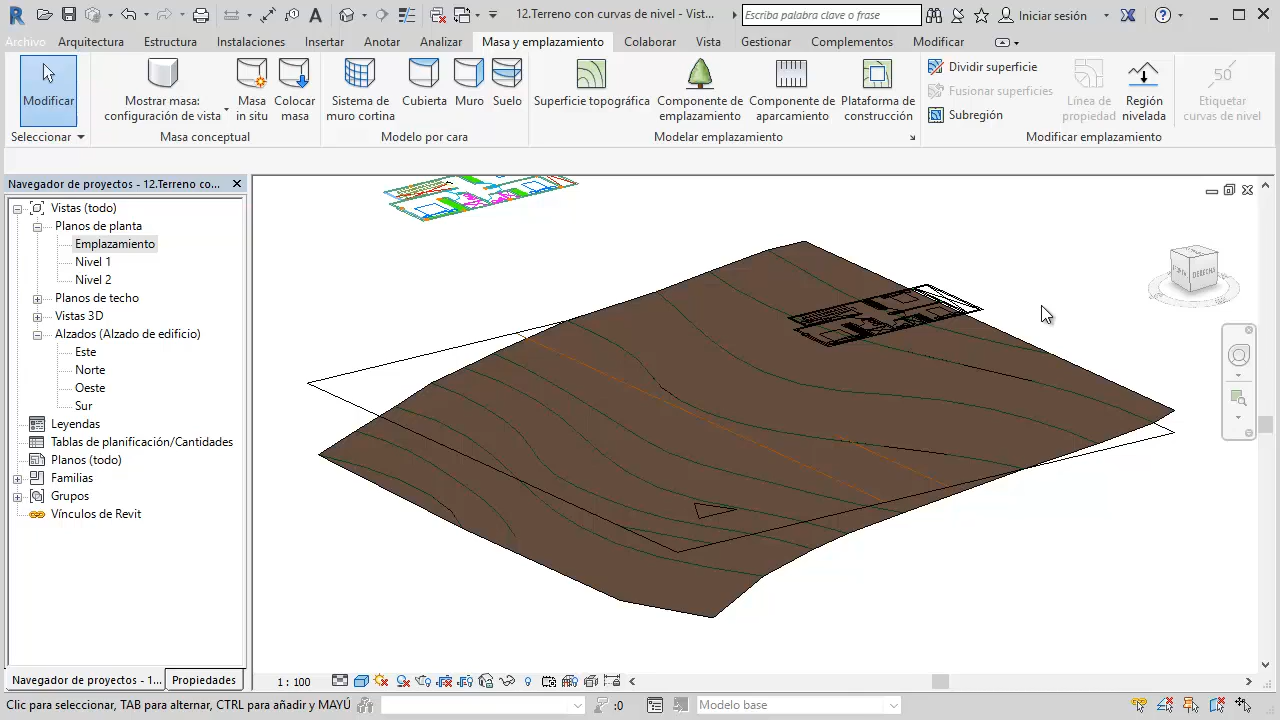 12.Terreno con curvas de nivel - Vist...
Escriba palabra clave o frase
Iniciar sesión
Archivo
Arquitectura
Estructura
Instalaciones
Insertar
Anotar
Analizar
Masa y emplazamiento
Colaborar
Vista
Gestionar
Complementos
Modificar
Modificar
Mostrar masa:
configuración de vista
Masa
in situ
Colocar
masa
Sistema de
muro cortina
Cubierta
Muro
Suelo
Superficie topográfica
Componente de
emplazamiento
Componente de
aparcamiento
Plataforma de
construcción
Dividir superficie
Fusionar superficies
Subregión
Línea de
propiedad
Región
nivelada
50
Etiquetar
curvas de nivel
Seleccionar
Masa conceptual
Modelo por cara
Modelar emplazamiento
Modificar emplazamiento
Navegador de proyectos - 12.Terreno co...
Vistas (todo)
Planos de planta
Emplazamiento
Nivel 1
Nivel 2
Planos de techo
Vistas 3D
Alzados (Alzado de edificio)
Este
Norte
Oeste
Sur
Leyendas
Tablas de planificación/Cantidades
Planos (todo)
Familias
Grupos
Vínculos de Revit
DERECHA
Navegador de proyectos - 1...
Propiedades
1 : 100
Clic para seleccionar, TAB para alternar, CTRL para añadir y MAYÚ
:0
Modelo base